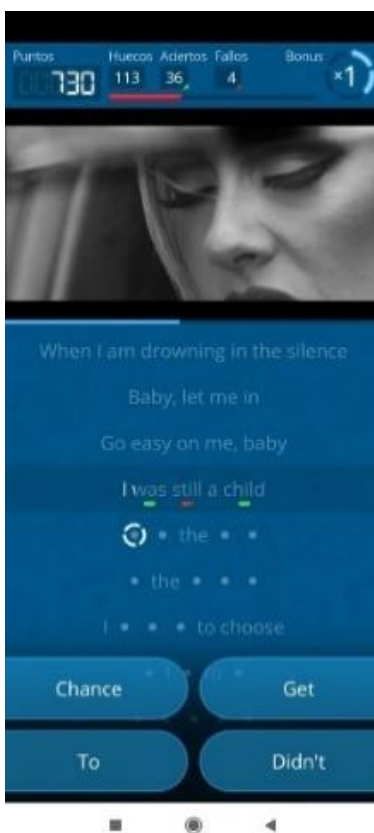 Puntos Huecos Aciertos Fallos Bonus
730 113 36 4 ×1
When I am drowning in the silence
Baby, let me in
Go easy on me, baby
I was still a child
the
the
I to choose
Chance Get
To Didn't